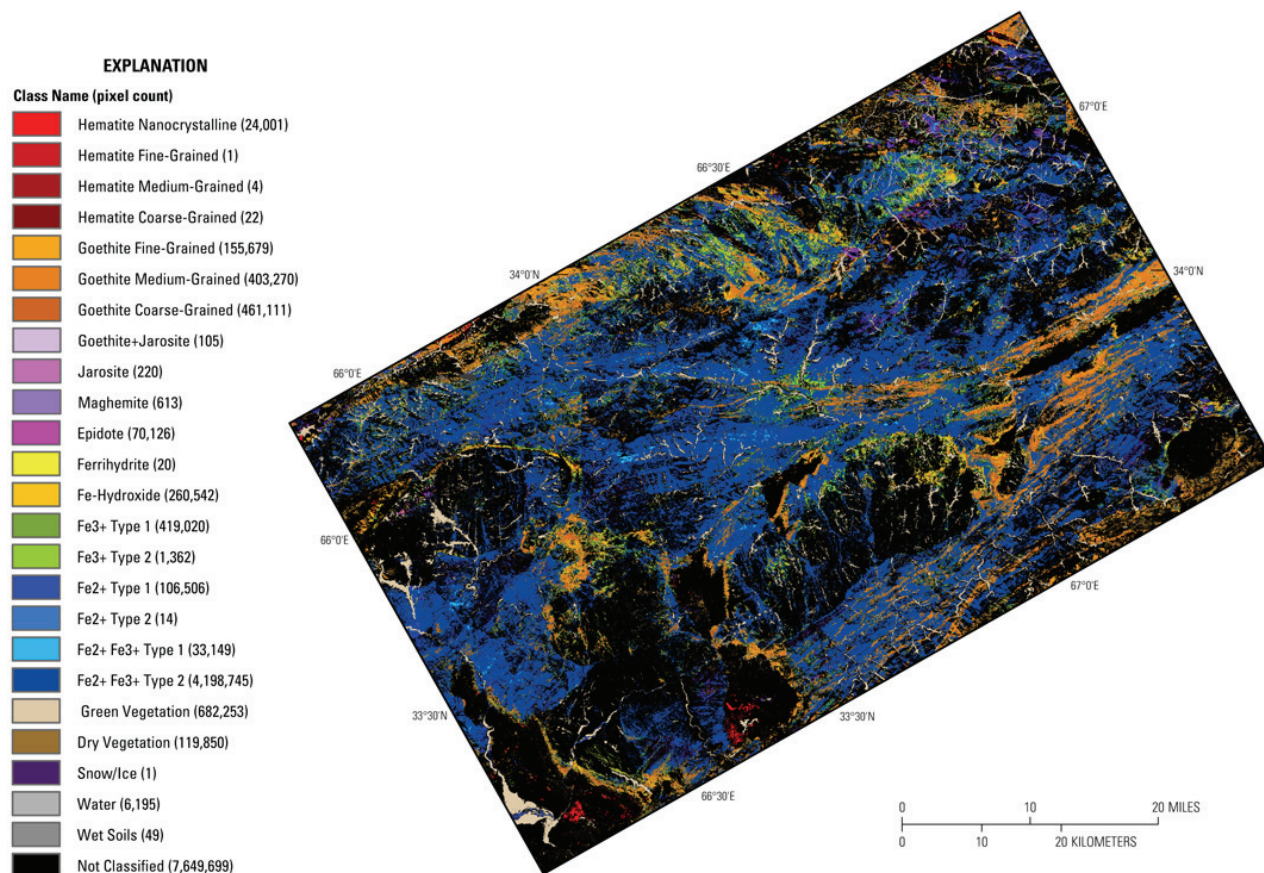 EXPLANATION
Class Name (pixel count)
Hematite Nanocrystalline (24,001)
Hematite Fine-Grained (1)
Hematite Medium-Grained (4)
Hematite Coarse-Grained (22)
Goethite Fine-Grained (155,679)
Goethite Medium-Grained (403,270)
Goethite Coarse-Grained (461,111)
Goethite+Jarosite (105)
Jarosite (220)
Maghemite (613)
Epidote (70,126)
Ferrihydrite (20)
Fe-Hydroxide (260,542)
Fe3+ Type 1 (419,020)
Fe3+ Type 2 (1,362)
Fe2+ Type 1 (106,506)
Fe2+ Type 2 (14)
Fe2+ Fe3+ Type 1 (33,149)
Fe2+ Fe3+ Type 2 (4,198,745)
Green Vegetation (682,253)
Dry Vegetation (119,850)
Snow/Ice (1)
Water (6,195)
Wet Soils (49)
Not Classified (7,649,699)
67°0'E
66°30'E
34°0'N
34°0'N
66°0'E
66°0'E
67°0'E
33°30'N
33°30'N
66°30'E
0 10 20 MILES
0 10 20 KILOMETERS